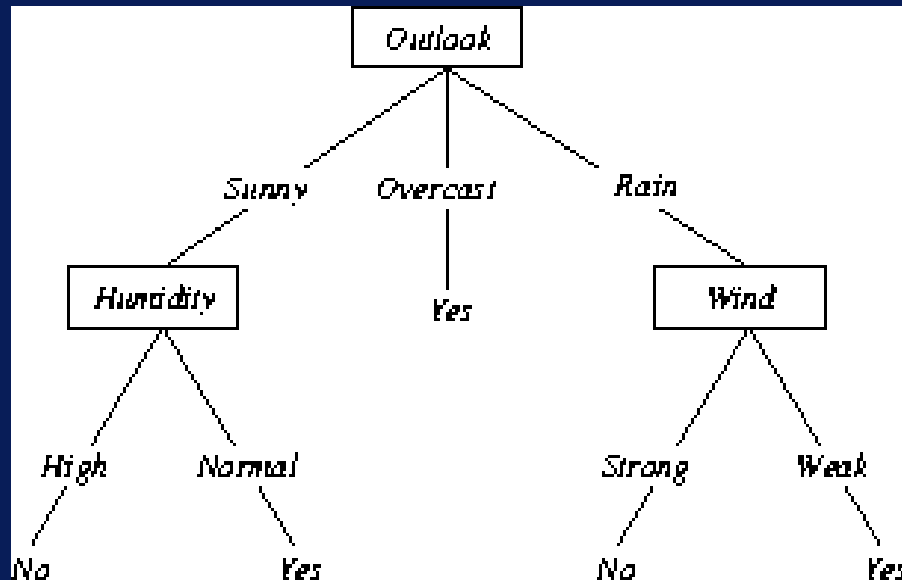 Outlook
Sunny Overcast Rain
Humidity Yes Wind
High Normal Strong Weak
No Yes No Yes